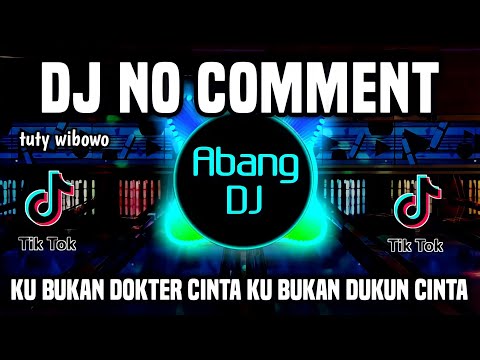 DJ NO COMMENT
tuty wibowo
Abang
DJ
Tik Tok
Tik Tok
KU BUKAN DOKTER CINTA KU BUKAN DUKUN CINTA